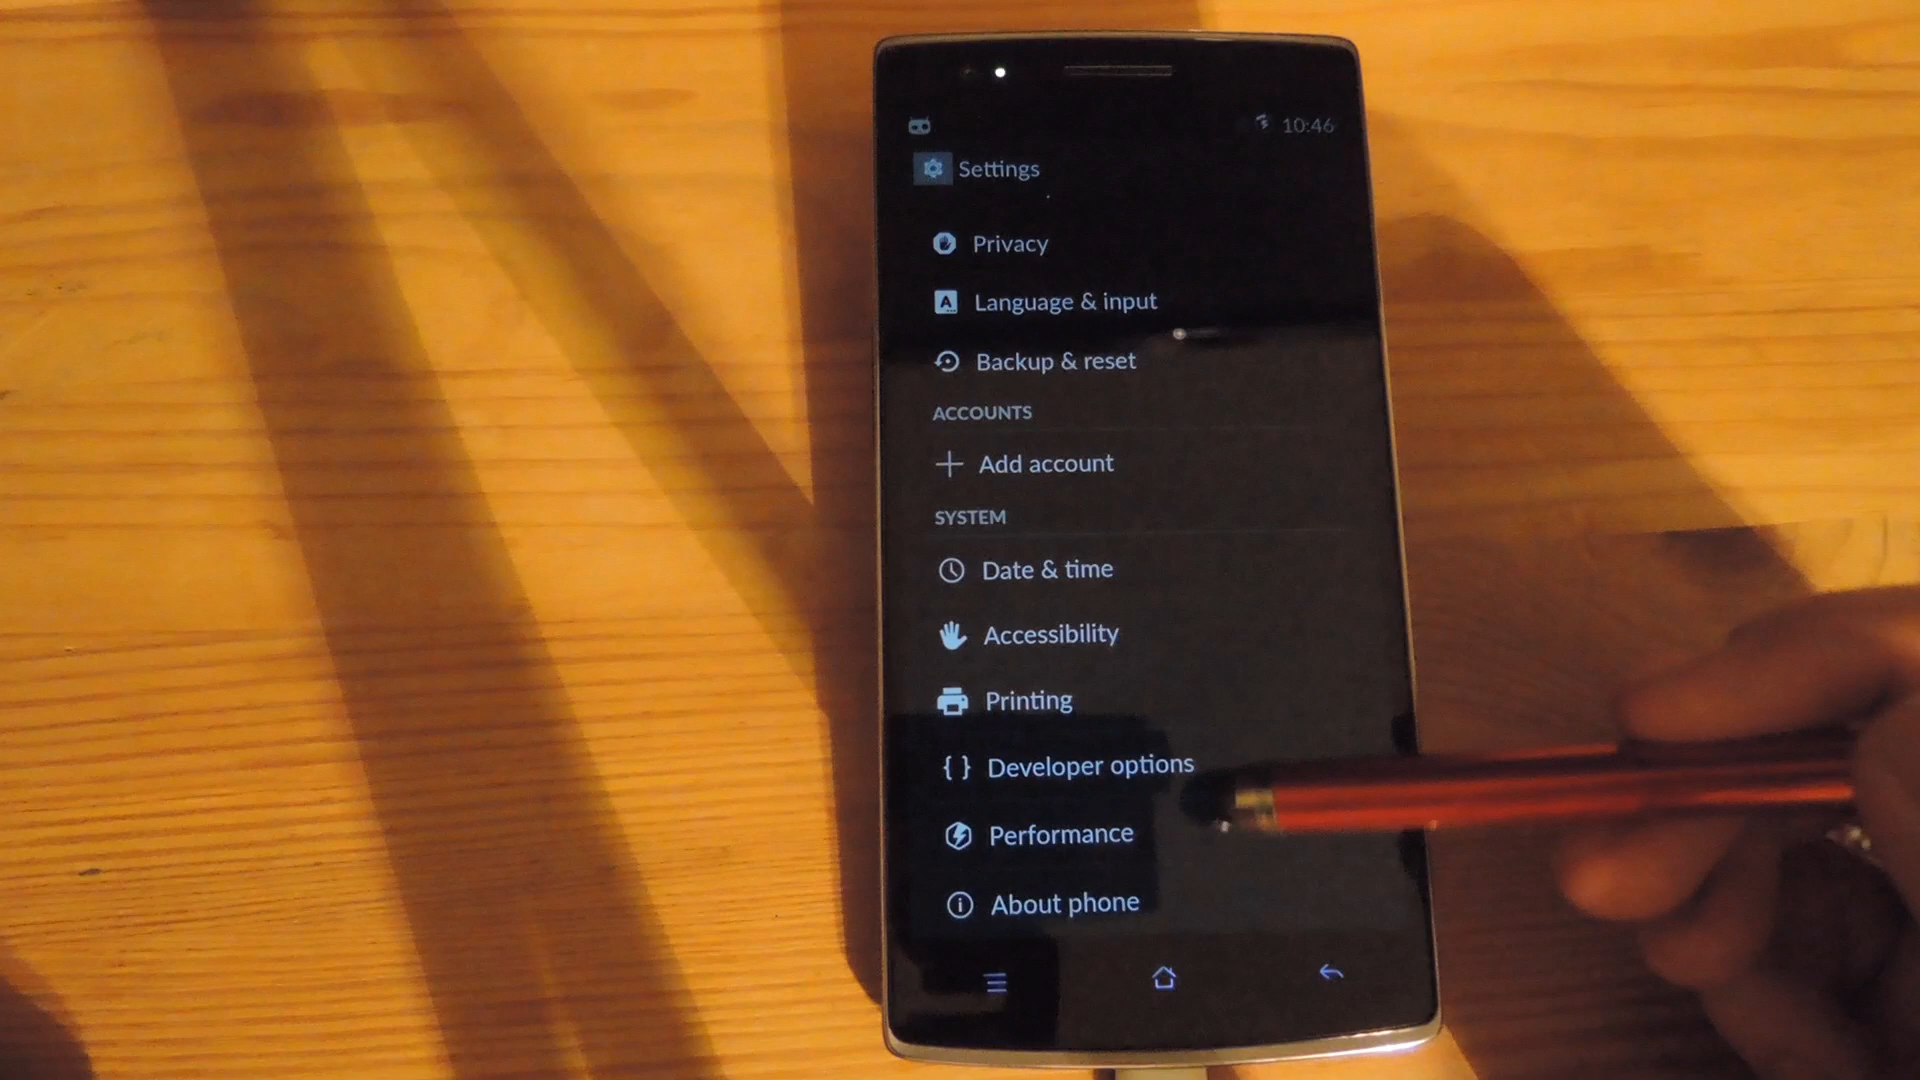 10:46
Settings
Privacy
Language & input
Backup & reset
ACCOUNTS
Add account
SYSTEM
Date & time
Accessibility
Printing
{ } Developer options
Performance
About phone